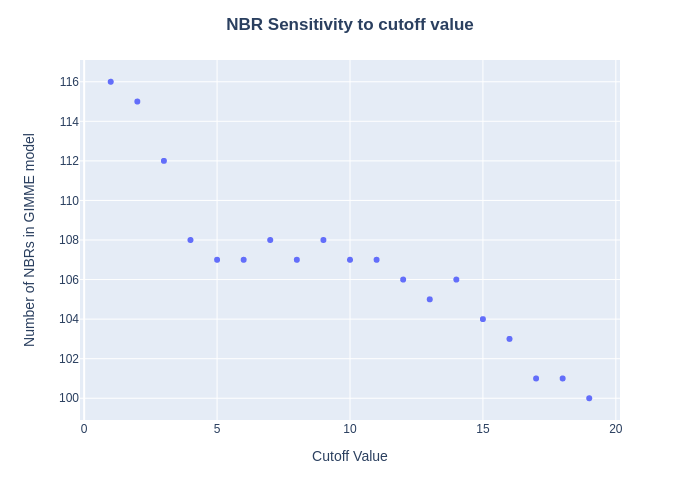 NBR Sensitivity to cutoff value
Number of NBRs in GIMME model
116
114
112
110
108
106
104
102
100
0 5 10 15 20
Cutoff Value